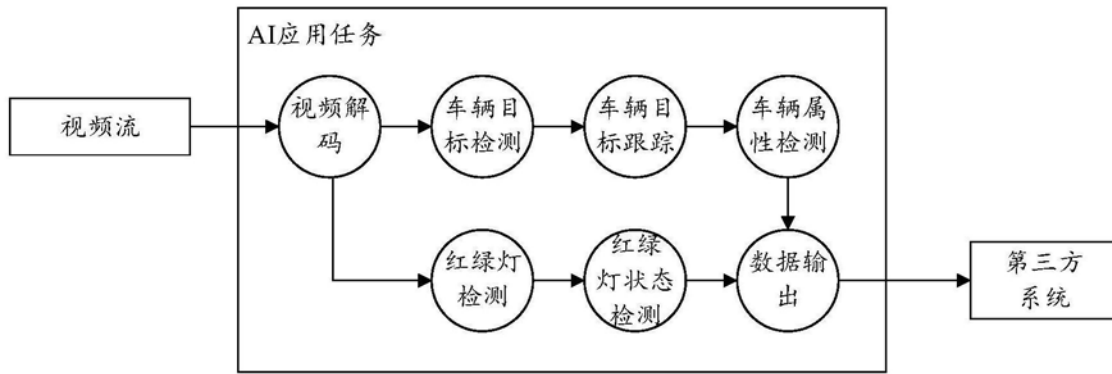 AI应用任务
视频流
视频解
码
车辆目
标检测
车辆目
标跟踪
车辆属
性检测
红绿灯
检测
红绿
灯状态
检测
数据输
出
第三方
系统